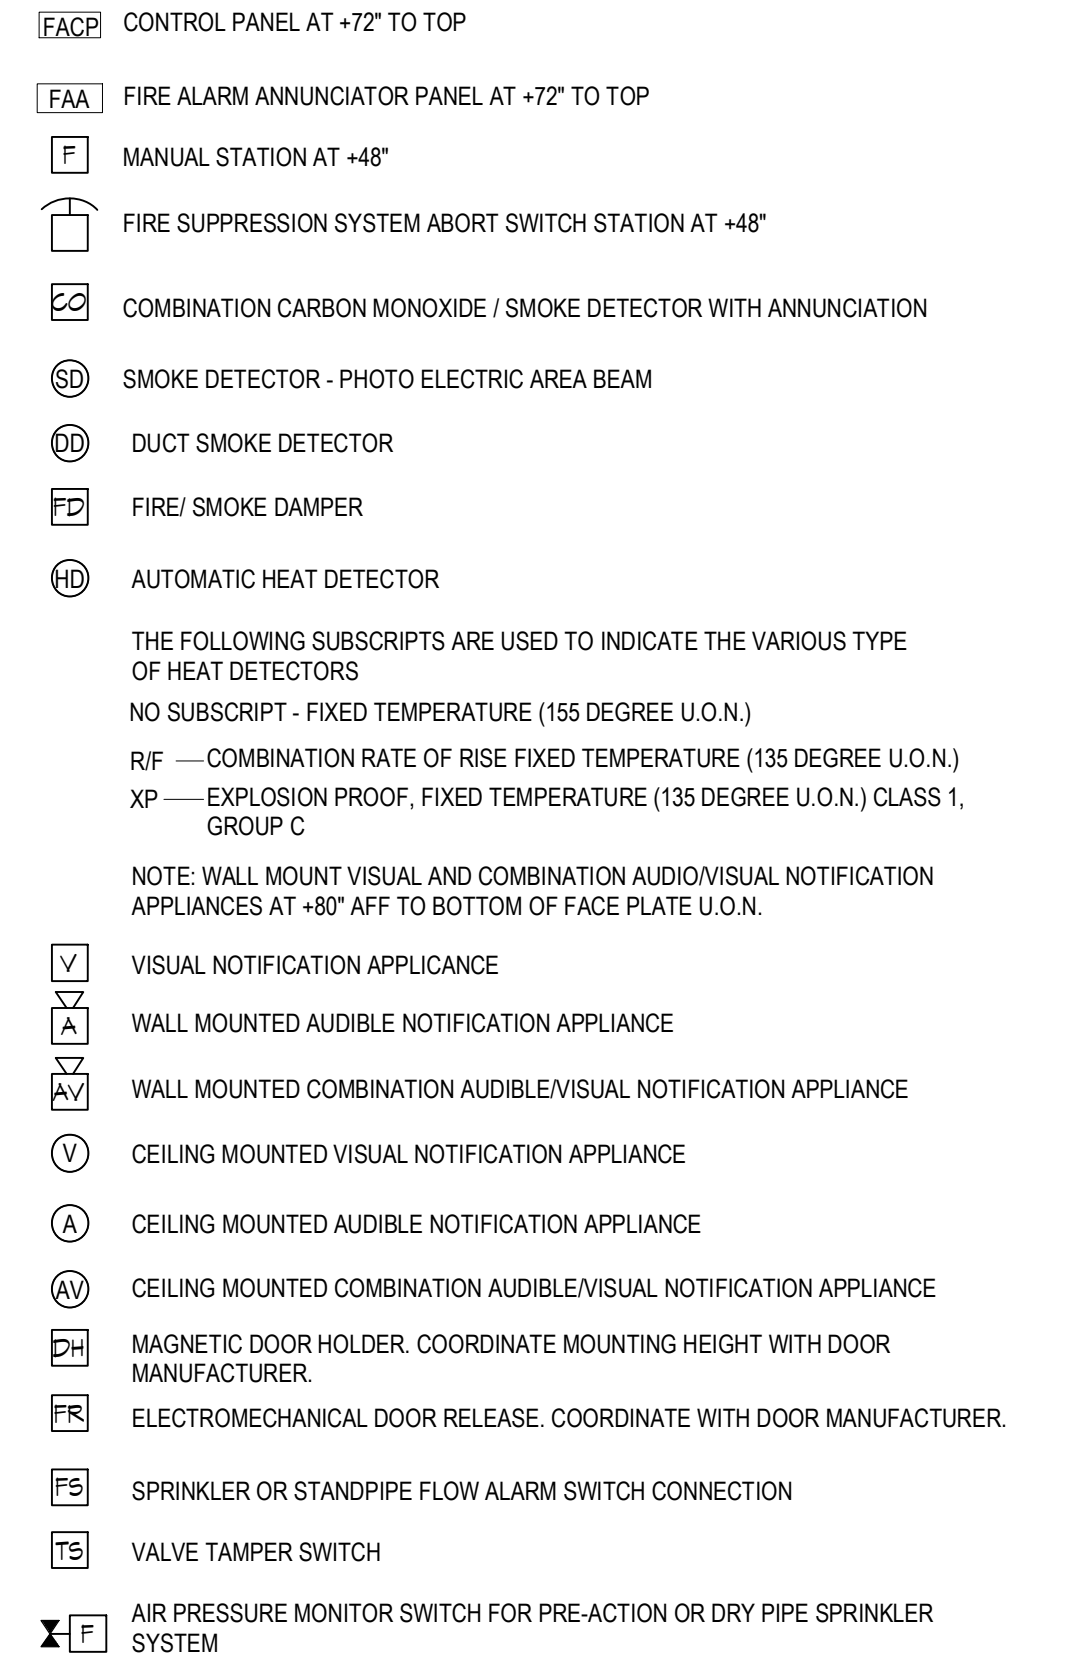 FACP CONTROL PANEL AT +72" TO TOP
FAA FIRE ALARM ANNUNCIATOR PANEL AT +72" TO TOP
F MANUAL STATION AT +48"
FIRE SUPPRESSION SYSTEM ABORT SWITCH STATION AT +48"
CO COMBINATION CARBON MONOXIDE / SMOKE DETECTOR WITH ANNUNCIATION
SD SMOKE DETECTOR - PHOTO ELECTRIC AREA BEAM
DD DUCT SMOKE DETECTOR
FD FIRE/ SMOKE DAMPER
HD AUTOMATIC HEAT DETECTOR
THE FOLLOWING SUBSCRIPTS ARE USED TO INDICATE THE VARIOUS TYPE
OF HEAT DETECTORS
NO SUBSCRIPT - FIXED TEMPERATURE (155 DEGREE U.O.N.)
R/F — COMBINATION RATE OF RISE FIXED TEMPERATURE (135 DEGREE U.O.N.)
XP — EXPLOSION PROOF, FIXED TEMPERATURE (135 DEGREE U.O.N.) CLASS 1,
GROUP C
NOTE: WALL MOUNT VISUAL AND COMBINATION AUDIO/VISUAL NOTIFICATION
APPLIANCES AT +80" AFF TO BOTTOM OF FACE PLATE U.O.N.
V VISUAL NOTIFICATION APPLICANCE
A WALL MOUNTED AUDIBLE NOTIFICATION APPLIANCE
AV WALL MOUNTED COMBINATION AUDIBLE/VISUAL NOTIFICATION APPLIANCE
V CEILING MOUNTED VISUAL NOTIFICATION APPLIANCE
A CEILING MOUNTED AUDIBLE NOTIFICATION APPLIANCE
AV CEILING MOUNTED COMBINATION AUDIBLE/VISUAL NOTIFICATION APPLIANCE
DH MAGNETIC DOOR HOLDER. COORDINATE MOUNTING HEIGHT WITH DOOR
MANUFACTURER.
FR ELECTROMECHANICAL DOOR RELEASE. COORDINATE WITH DOOR MANUFACTURER.
FS SPRINKLER OR STANDPIPE FLOW ALARM SWITCH CONNECTION
TS VALVE TAMPER SWITCH
F AIR PRESSURE MONITOR SWITCH FOR PRE-ACTION OR DRY PIPE SPRINKLER
SYSTEM